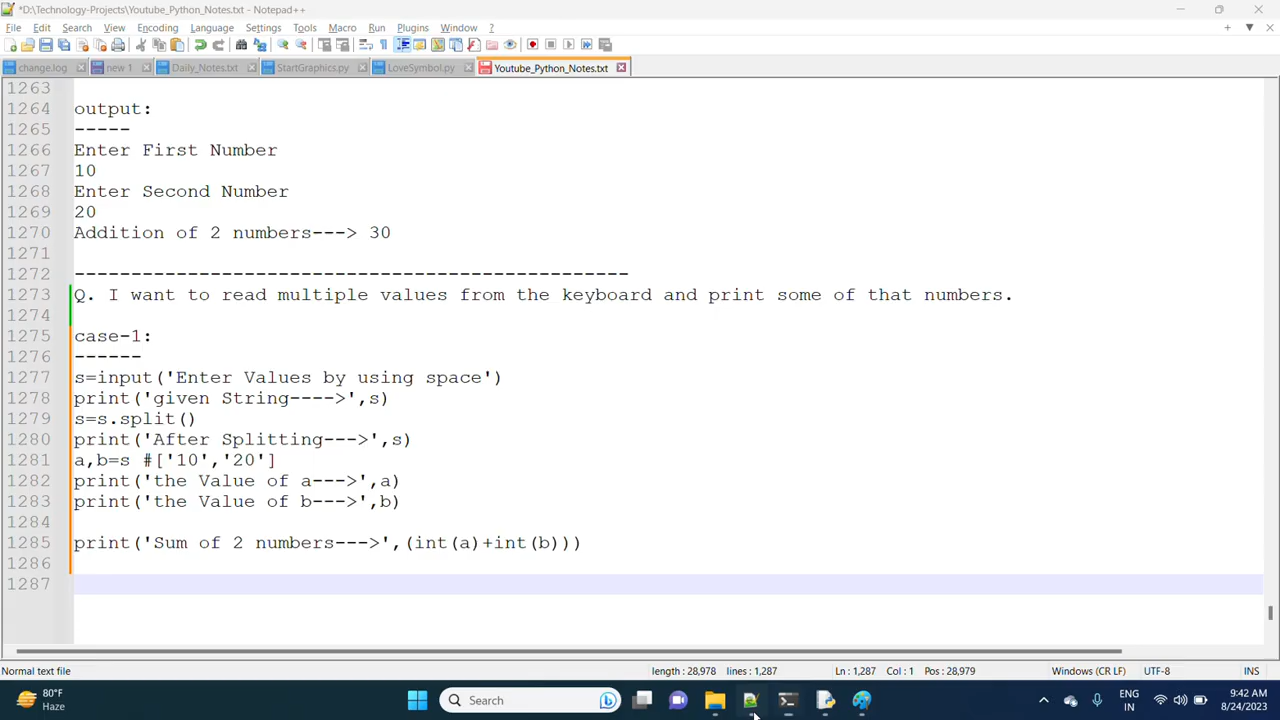 *D:\Technology-Projects\Youtube_Python_Notes.txt - Notepad++
File Edit Search View Encoding Language Settings Tools Macro Run Plugins Window ?
change.log new 1 Daily_Notes.txt StartGraphics.py LoveSymbol.py Youtube_Python_Notes.txt
1263
1264 output:
1265 -----
1266 Enter First Number
1267 10
1268 Enter Second Number
1269 20
1270 Addition of 2 numbers---> 30
1271
1272 -------------------------------------------------
1273 Q. I want to read multiple values from the keyboard and print some of that numbers.
1274
1275 case-1:
1276 ------
1277 s=input('Enter Values by using space')
1278 print('given String---->',s)
1279 s=s.split()
1280 print('After Splitting--->',s)
1281 a,b=s #['10','20']
1282 print('the Value of a--->',a)
1283 print('the Value of b--->',b)
1284
1285 print('Sum of 2 numbers--->',(int(a)+int(b)))
1286
1287
Normal text file length : 28,978 lines : 1,287 Ln : 1,287 Col : 1 Pos : 28,979 Windows (CR LF) UTF-8 INS
80°F
Haze
Search
ENG
IN
9:42 AM
8/24/2023